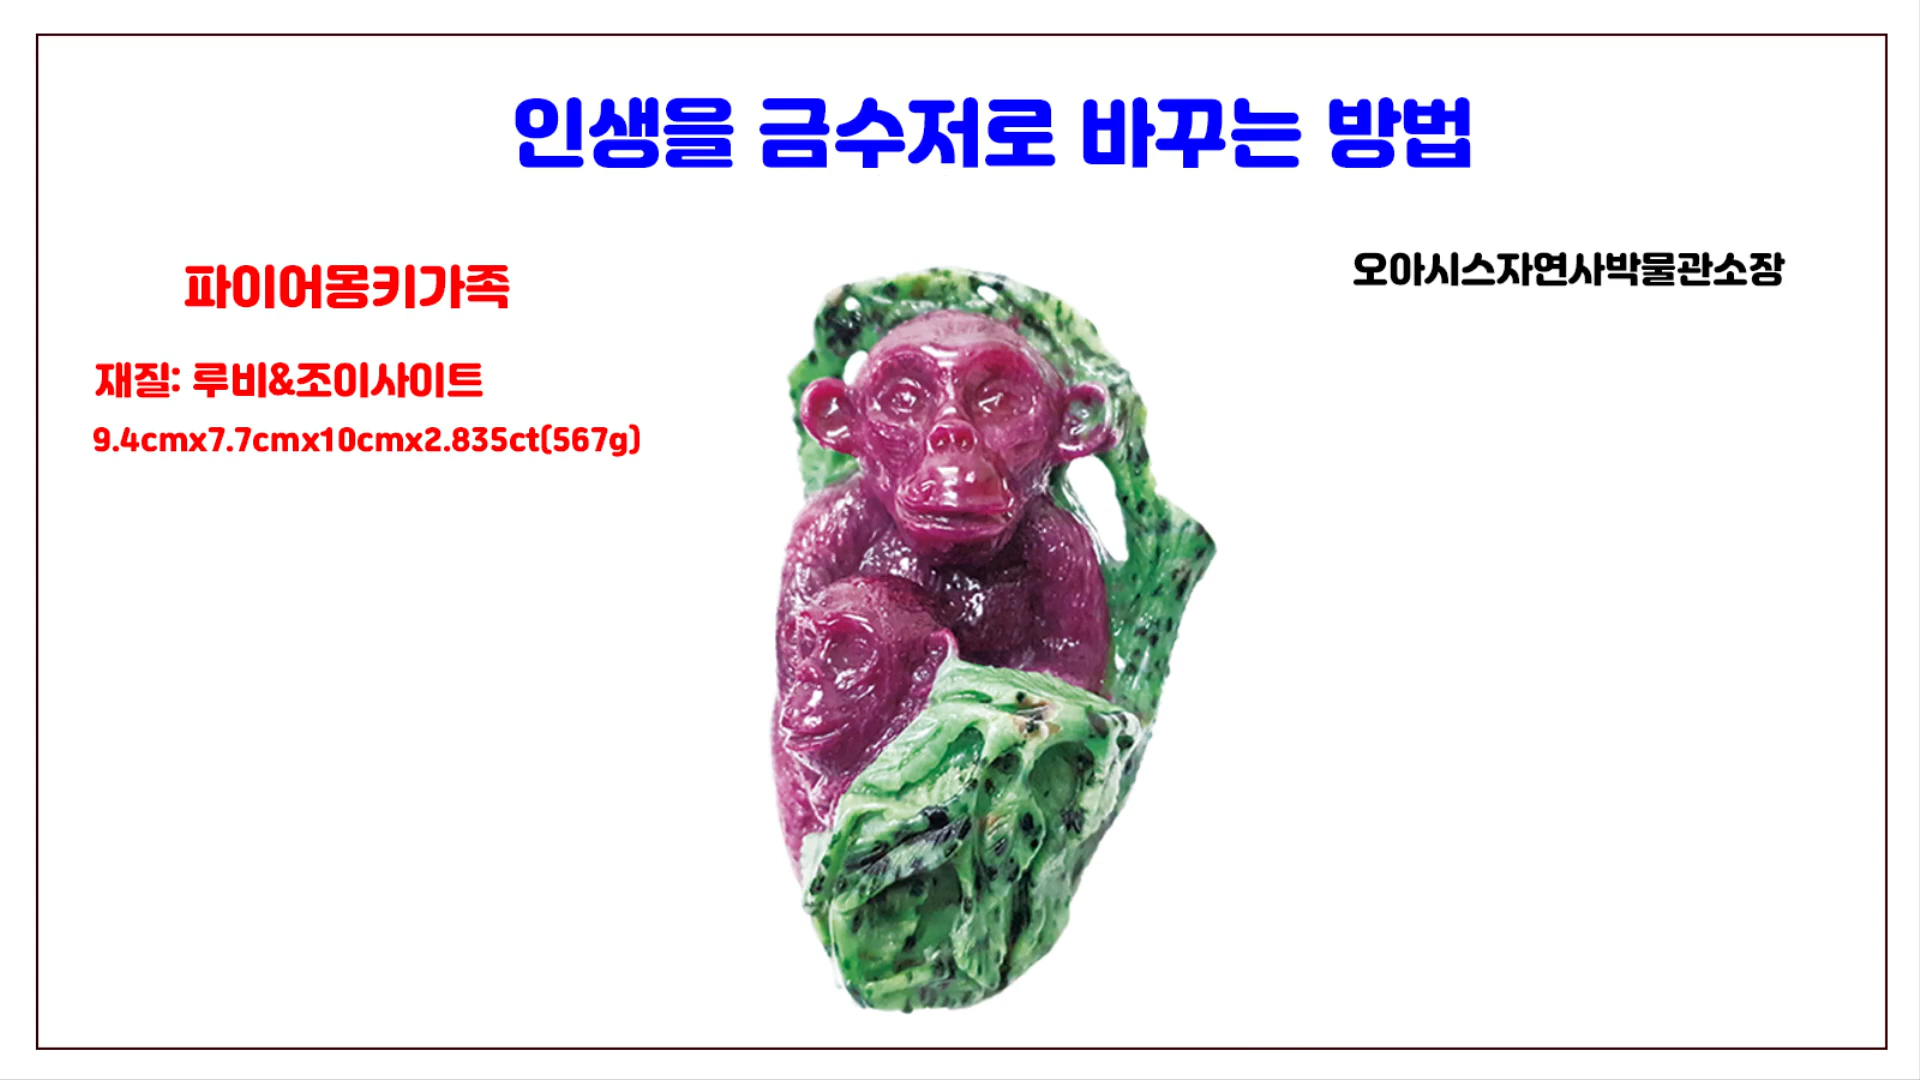 인생을 금수저로 바꾸는 방법
파이어몽키가족
오아시스자연사박물관소장
재질: 루비&조이사이트
9.4cmx7.7cmx10cmx2.835ct(567g)